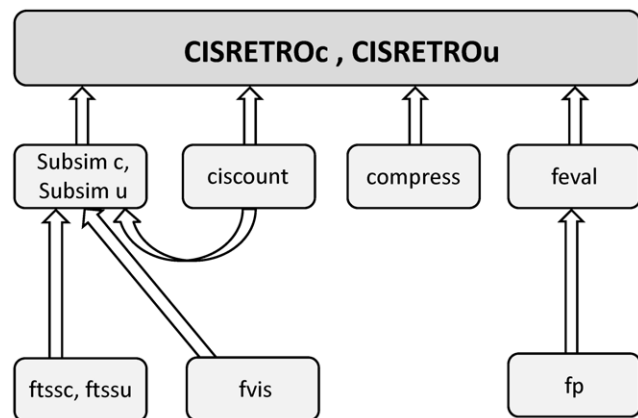 CISRETROc , CISRETROu
Subsim c,
Subsim u
ciscount
compress
feval
ftssc, ftssu
fvis
fp